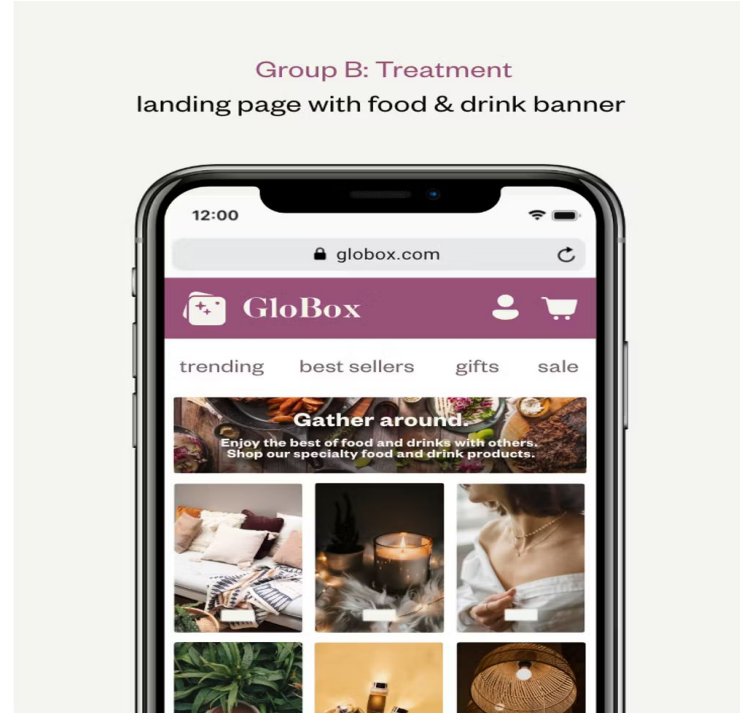 Group B: Treatment
landing page with food & drink banner
12:00
globox.com
GloBox
trending best sellers gifts sale
Gather around.
Enjoy the best of food and drinks with others.
Shop our specialty food and drink products.